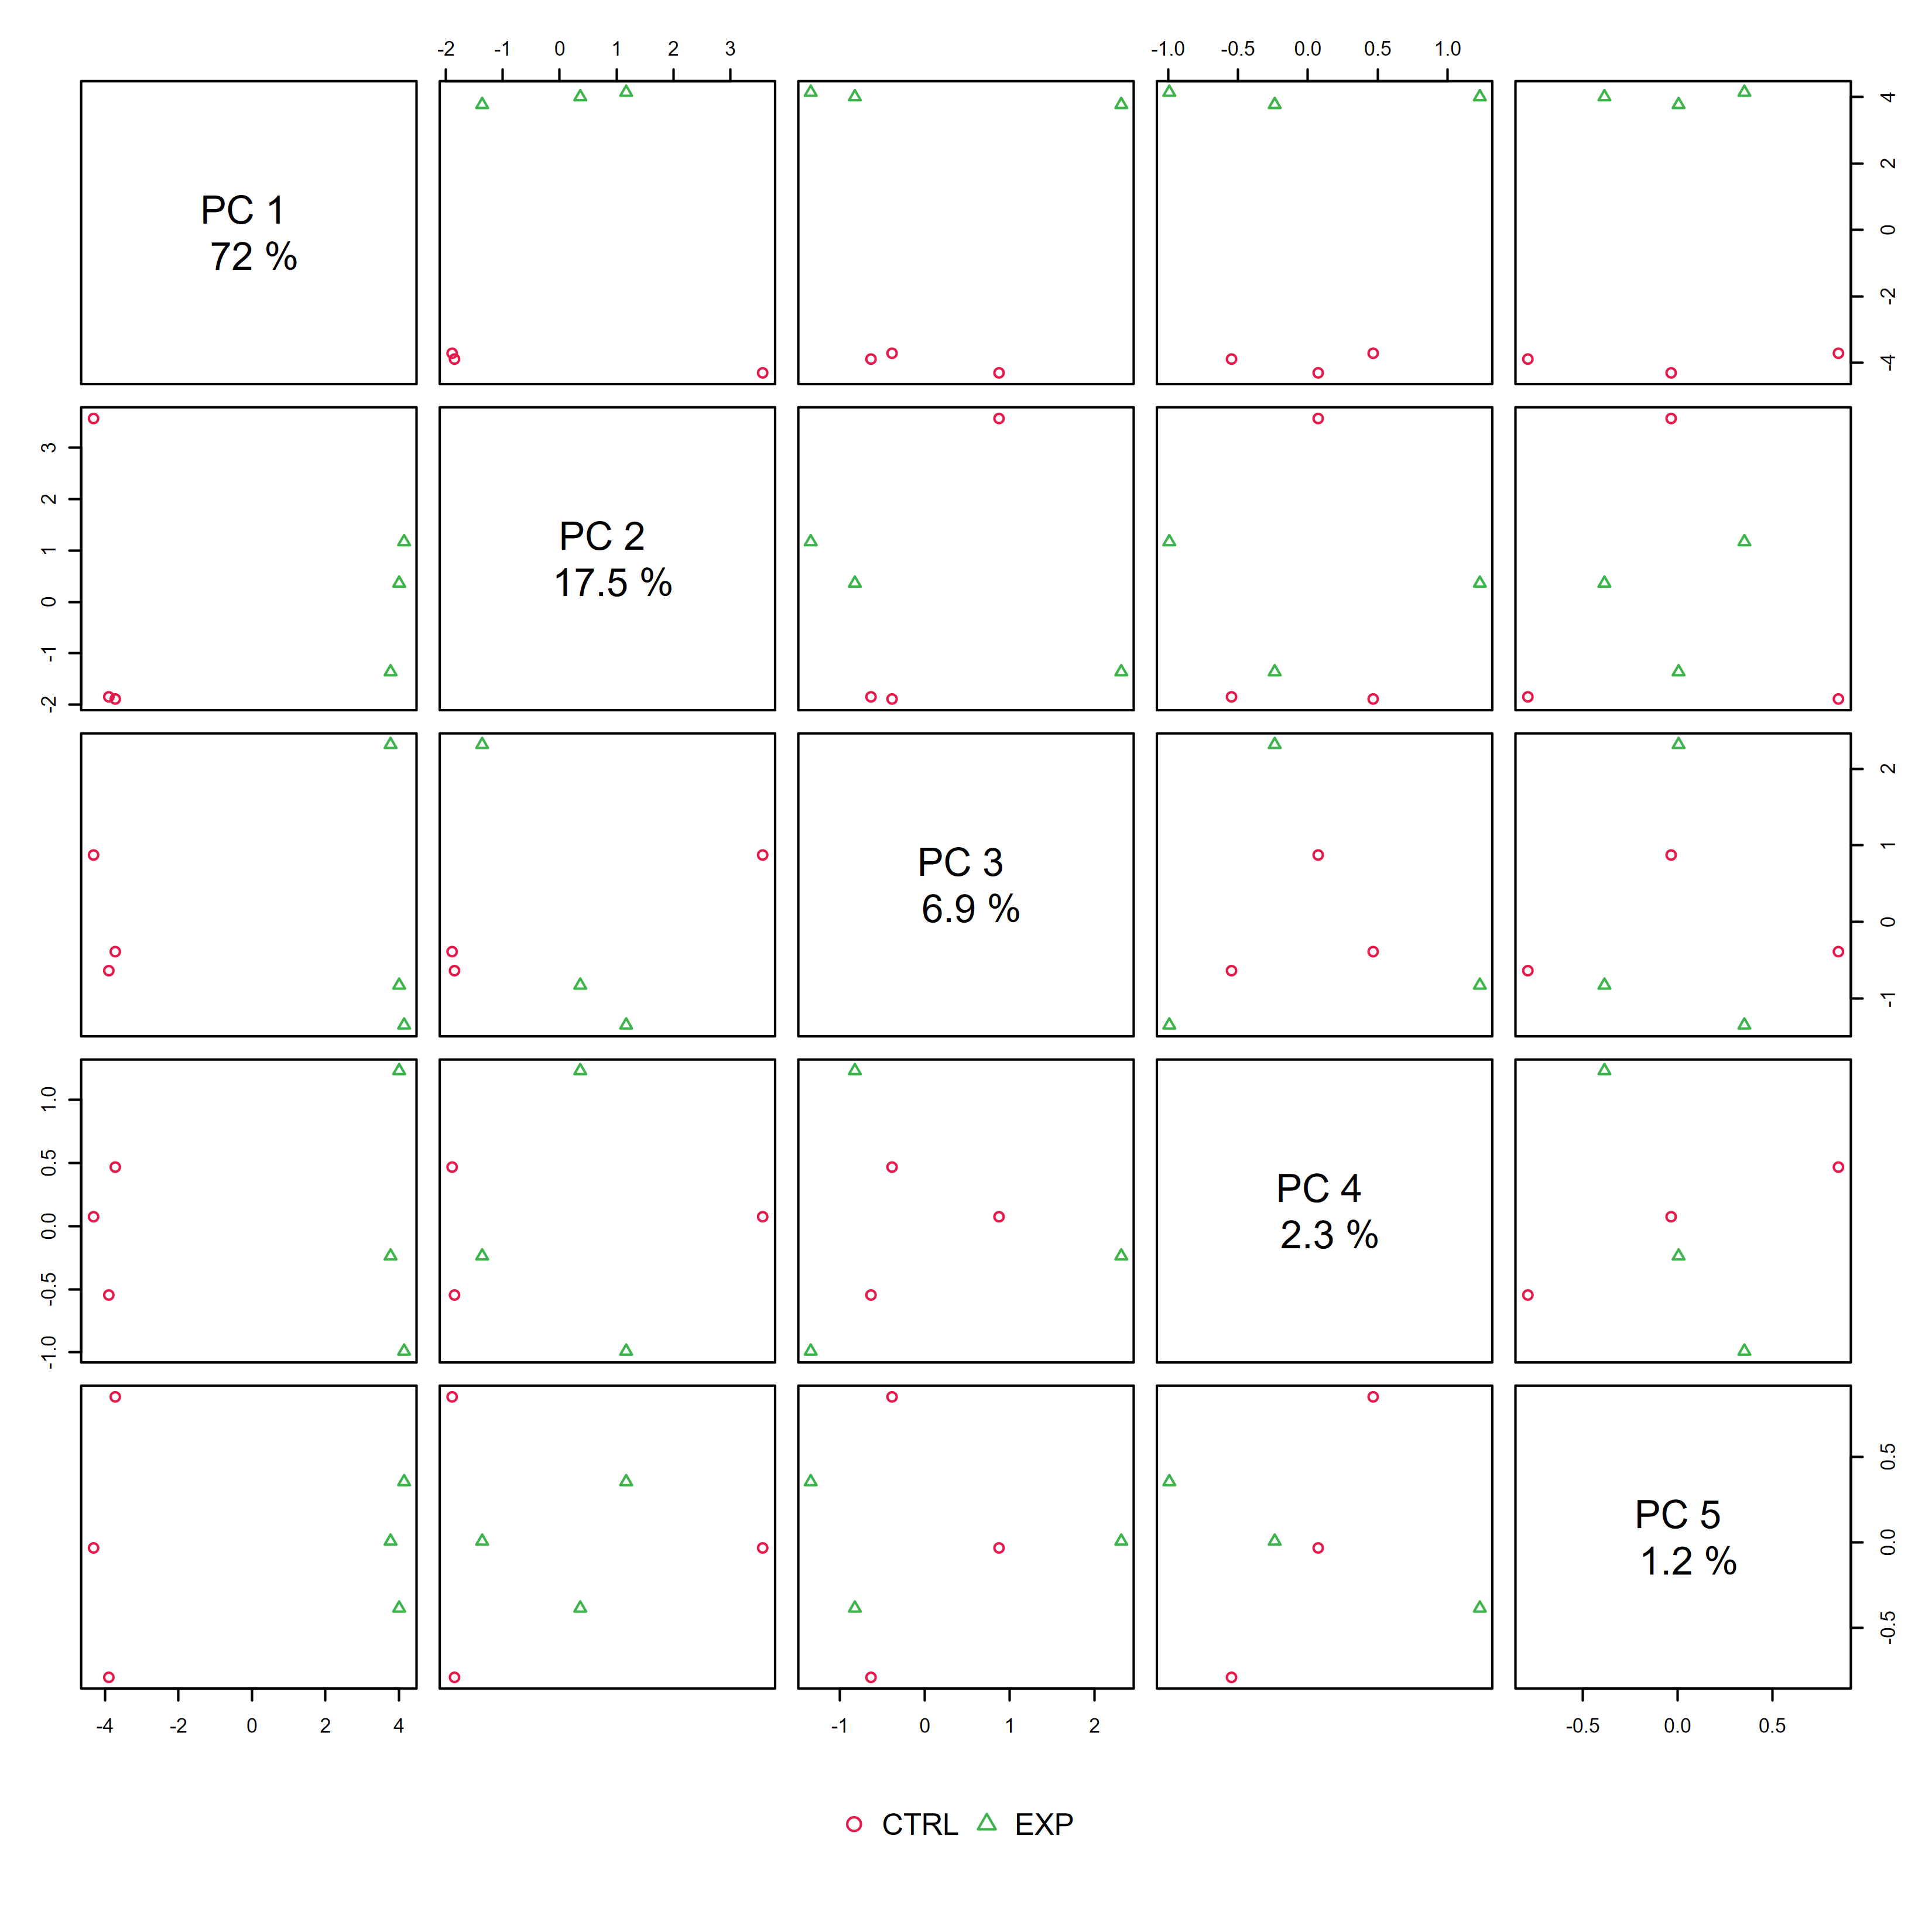 -2 -1 0 1 2 3 -1.0 -0.5 0.0 0.5 1.0
PC 1
72 %
-4 -2 0 2 4
-2 -1 0 1 2 3
PC 2
17.5 %
PC 3
6.9 %
-1 0 1 2
-1.0 -0.5 0.0 0.5 1.0
PC 4
2.3 %
PC 5
1.2 %
-0.5 0.0 0.5
-4 -2 0 2 4 -1 0 1 2 -0.5 0.0 0.5
CTRL EXP